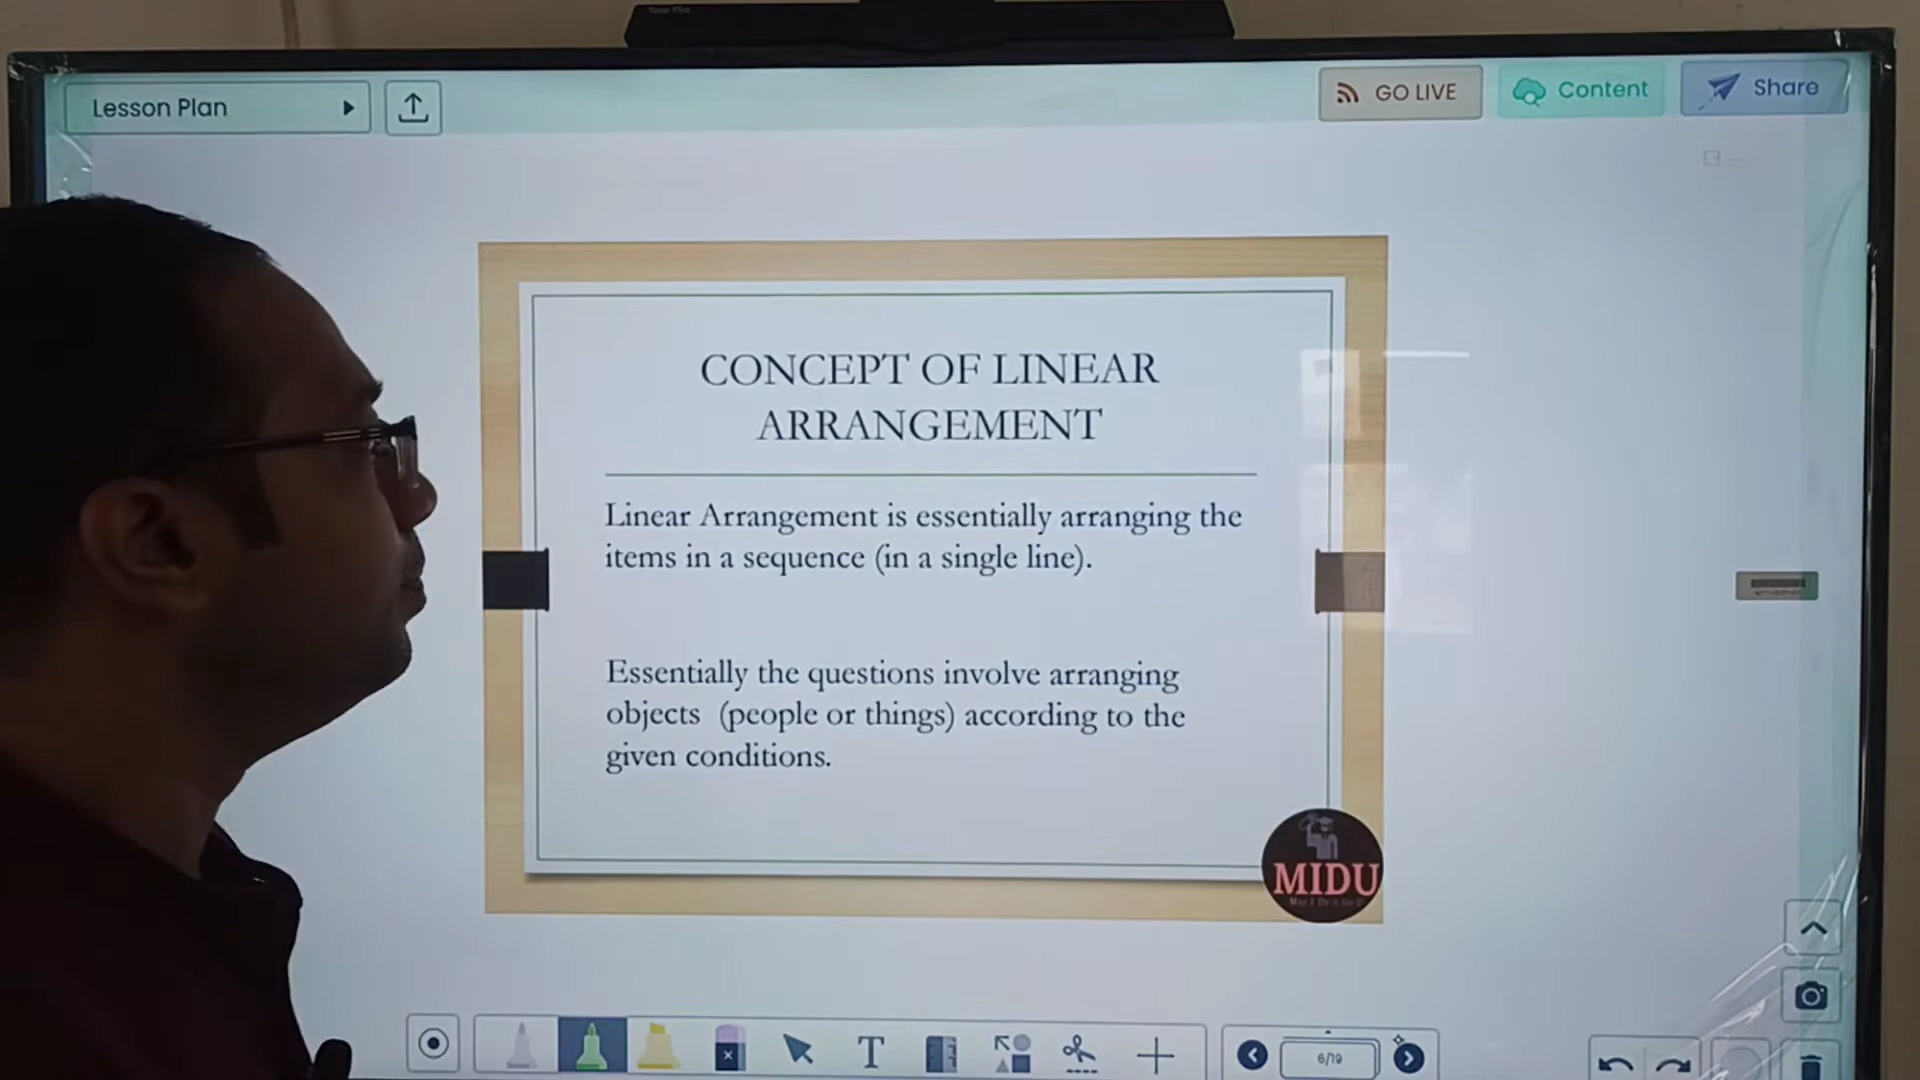 Tutor Plus
Lesson Plan
GO LIVE
Content
Share
CONCEPT OF LINEAR
ARRANGEMENT
Linear Arrangement is essentially arranging the
items in a sequence (in a single line).
Essentially the questions involve arranging
objects (people or things) according to the
given conditions.
MIDU
T
6/19